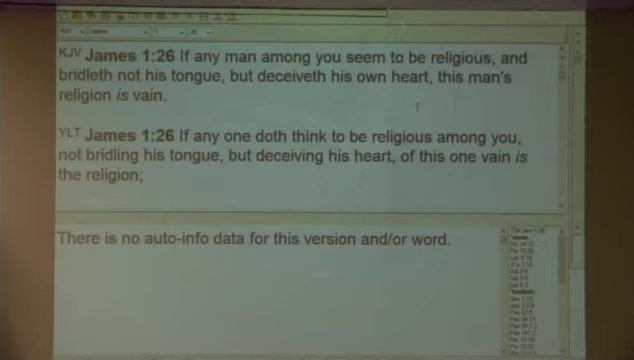 KJV James 1:26 If any man among you seem to be religious, and
bridleth not his tongue, but deceiveth his own heart, this man's
religion is vain.
YLT James 1:26 If any one doth think to be religious among you,
not bridling his tongue, but deceiving his heart, of this one vain is
the religion;
There is no auto-info data for this version and/or word.